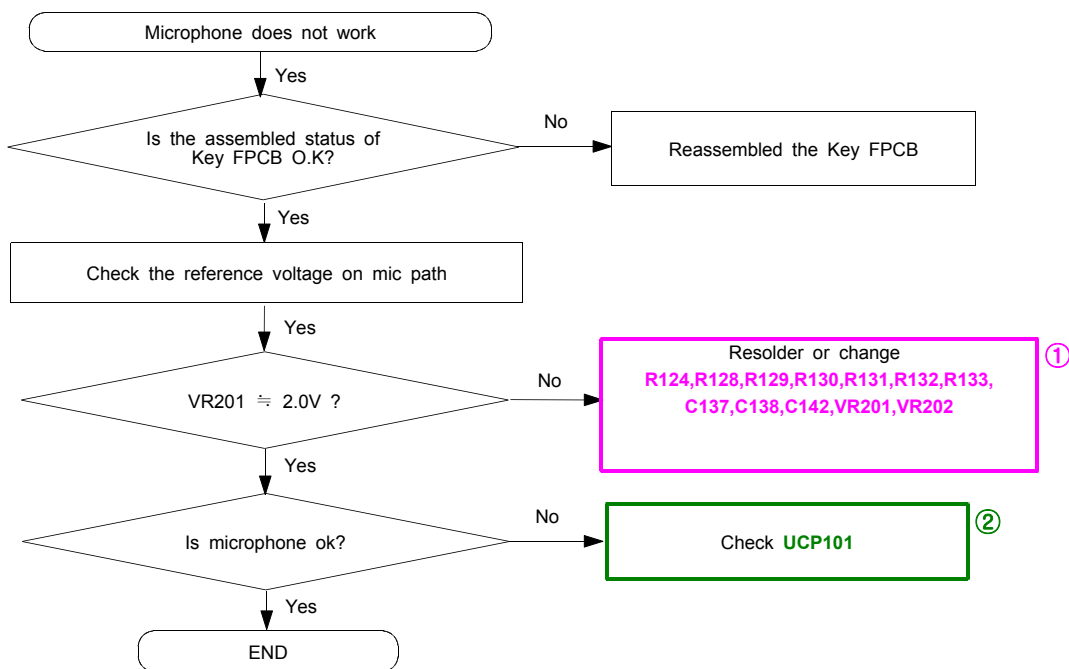 Microphone does not work
Yes
Is the assembled status of
Key FPCB O.K?
No
Reassembled the Key FPCB
Yes
Check the reference voltage on mic path
Yes
VR201 ≒ 2.0V ?
No
Resolder or change
R124,R128,R129,R130,R131,R132,R133,
C137,C138,C142,VR201,VR202
①
Yes
Is microphone ok?
No
Check UCP101
②
Yes
END